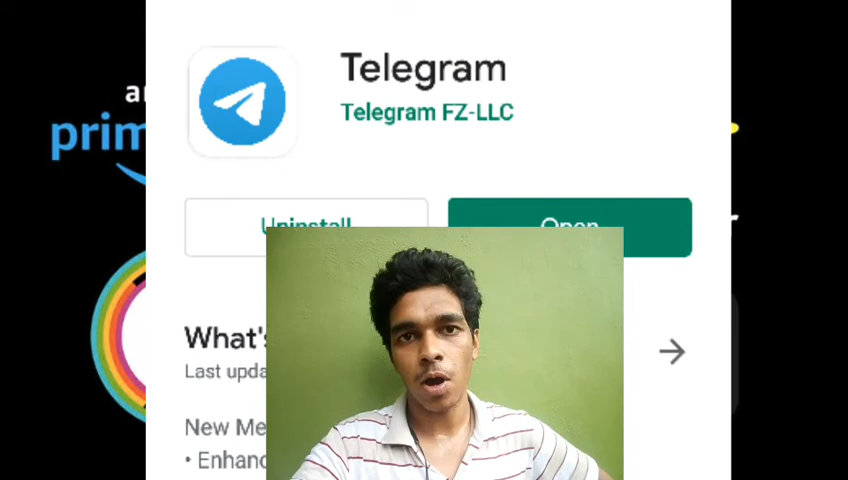 Telegram
Telegram FZ-LLC
prim
Uninstall
Open
What's
Last upda
New Me
• Enhanc